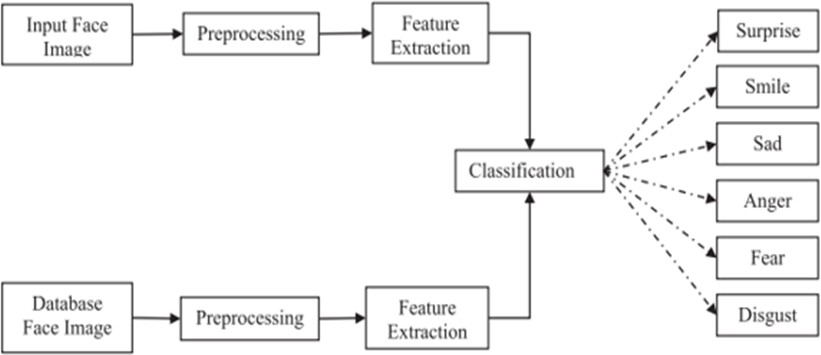 Input Face
Image
Preprocessing
Feature
Extraction
Classification
Surprise
Smile
Sad
Anger
Fear
Disgust
Database
Face Image
Preprocessing
Feature
Extraction